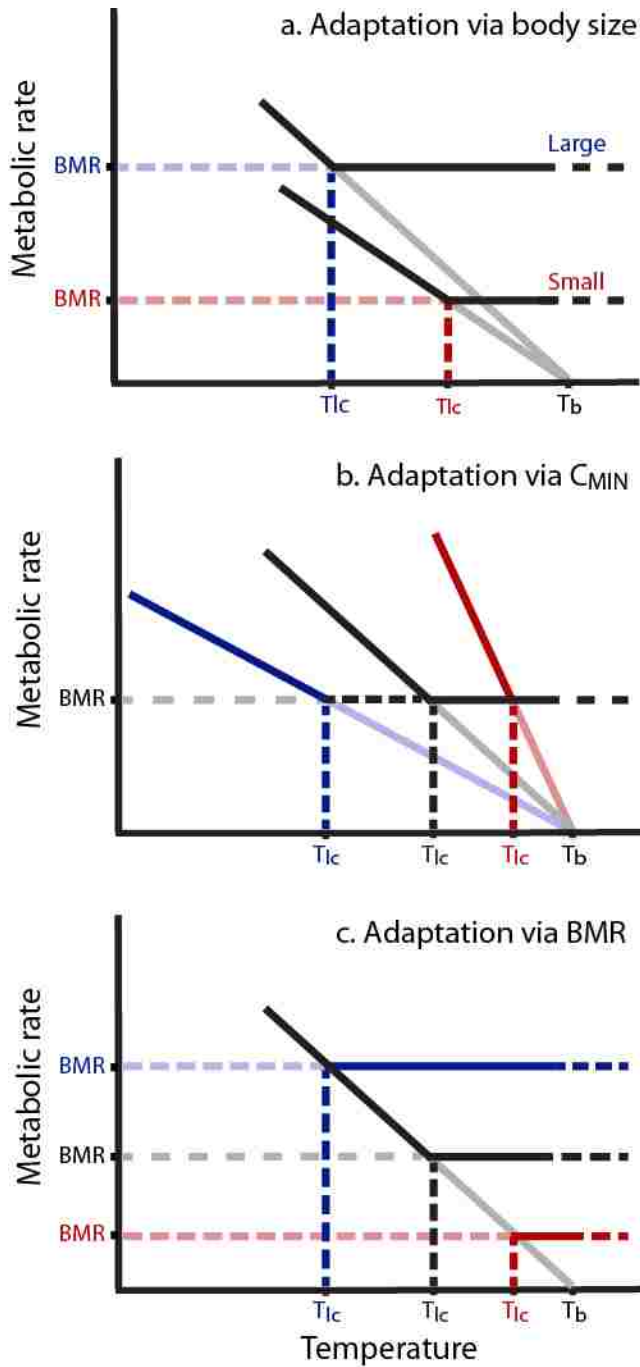 a. Adaptation via body size
Metabolic rate
BMR
Large
BMR
Small
Tlc
Tlc
Tb
b. Adaptation via CMIN
Metabolic rate
BMR
Tlc
Tlc
Tlc
Tb
c. Adaptation via BMR
Metabolic rate
BMR
BMR
BMR
Tlc
Tlc
Tlc
Tb
Temperature